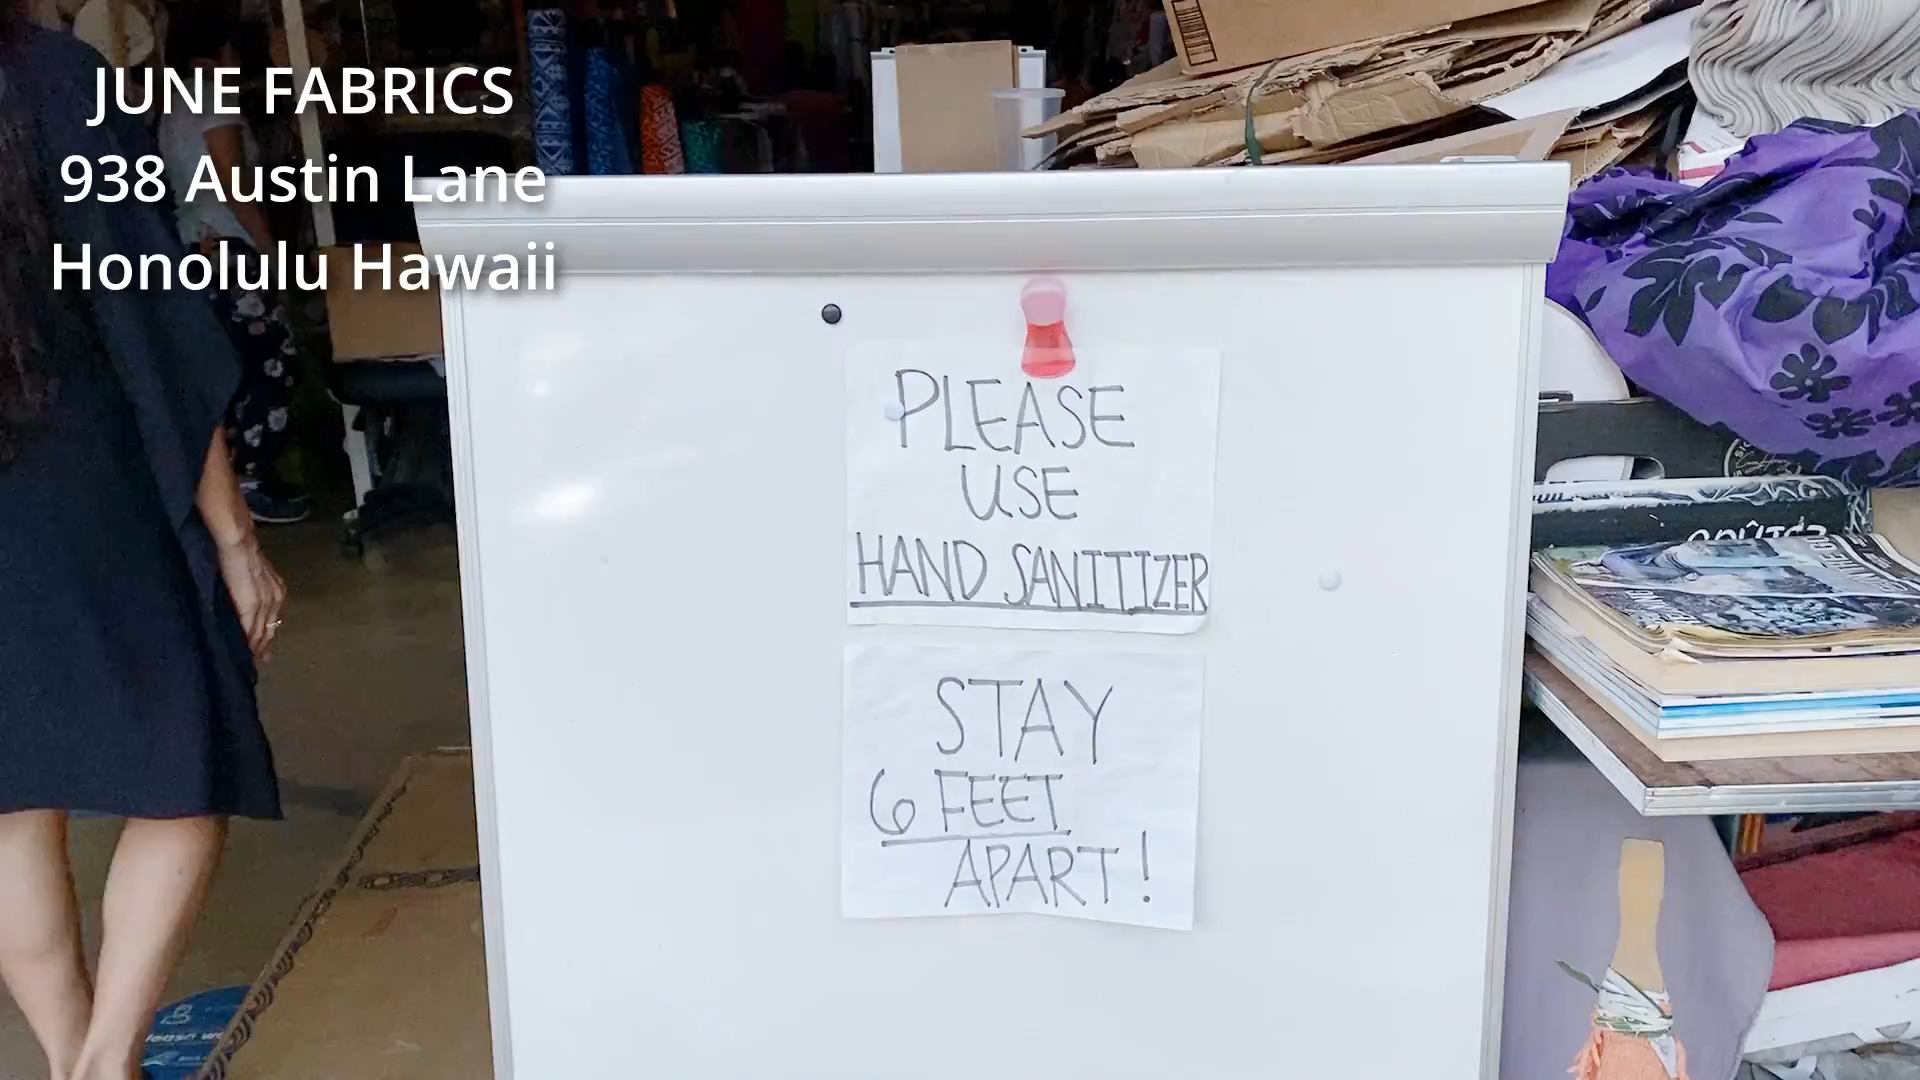 JUNE FABRICS
938 Austin Lane
Honolulu Hawaii
PLEASE
USE
HAND SANITIZER
STAY
6 FEET
APART!